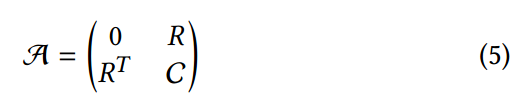 𝒜 = ( 0 R
R^T C ) (5)